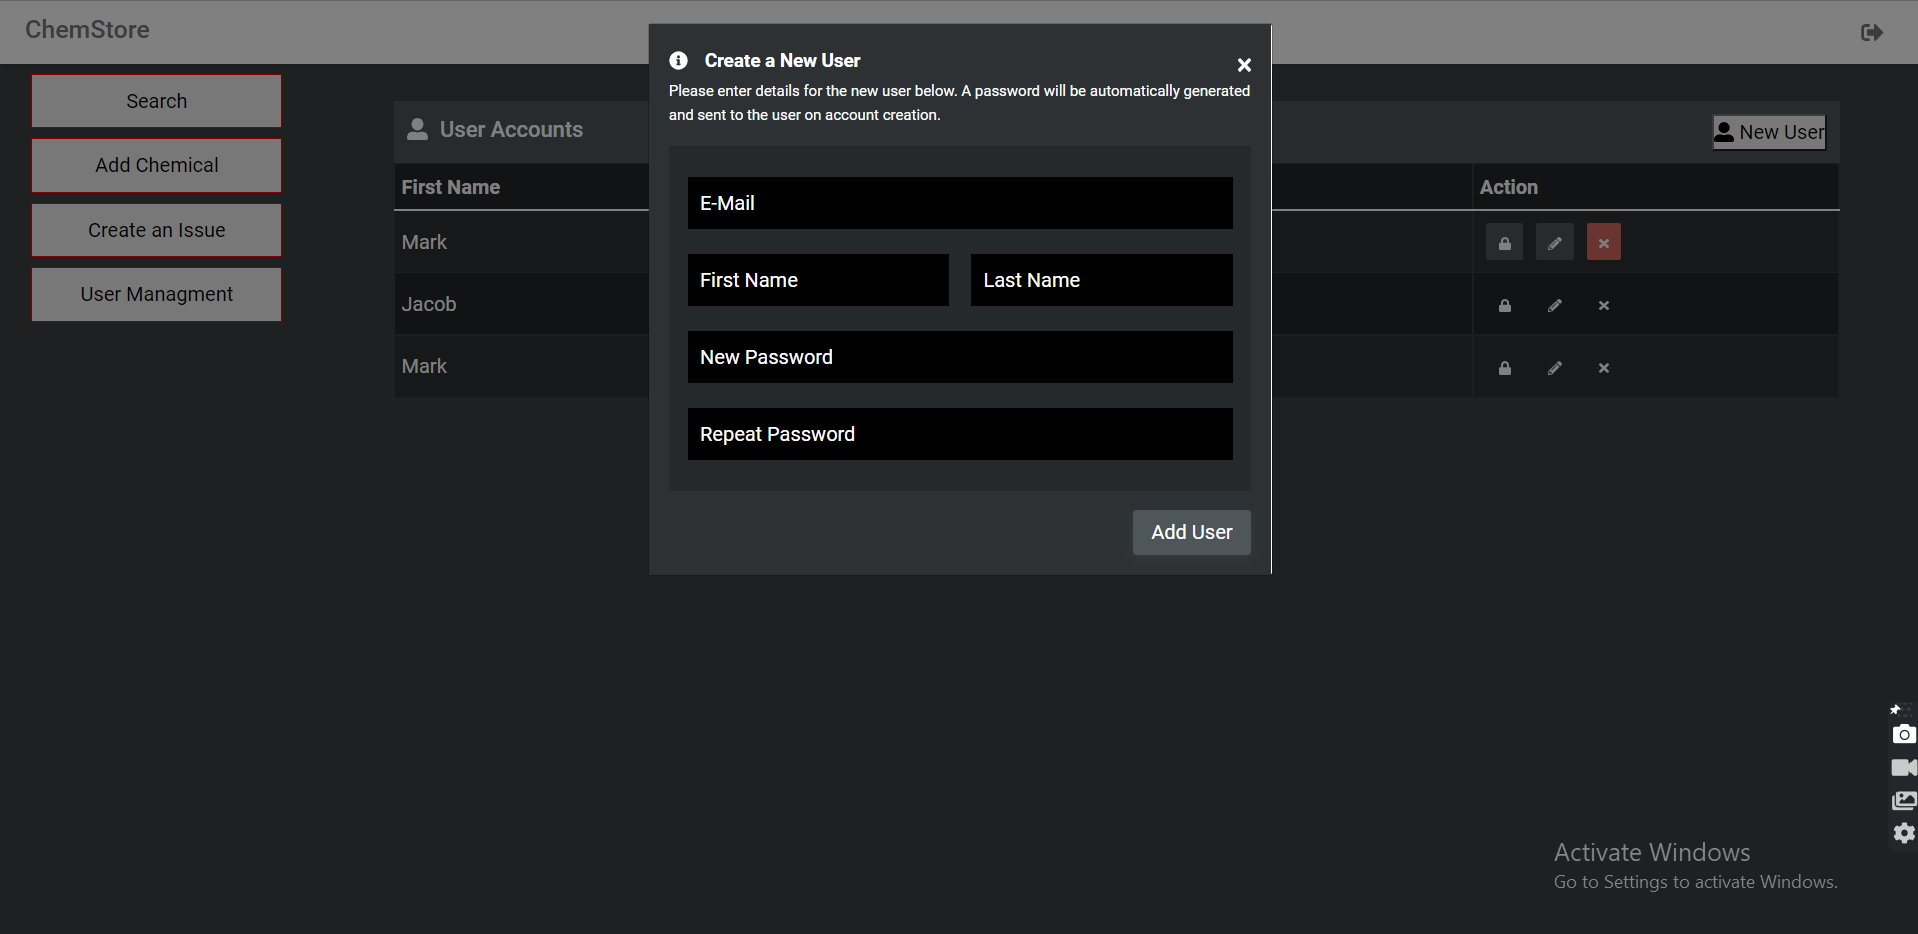 ChemStore
Search
Add Chemical
Create an Issue
User Managment
User Accounts
New User
First Name
Action
Mark
Jacob
Mark
Create a New User
Please enter details for the new user below. A password will be automatically generated
and sent to the user on account creation.
E-Mail
First Name
Last Name
New Password
Repeat Password
Add User
Activate Windows
Go to Settings to activate Windows.